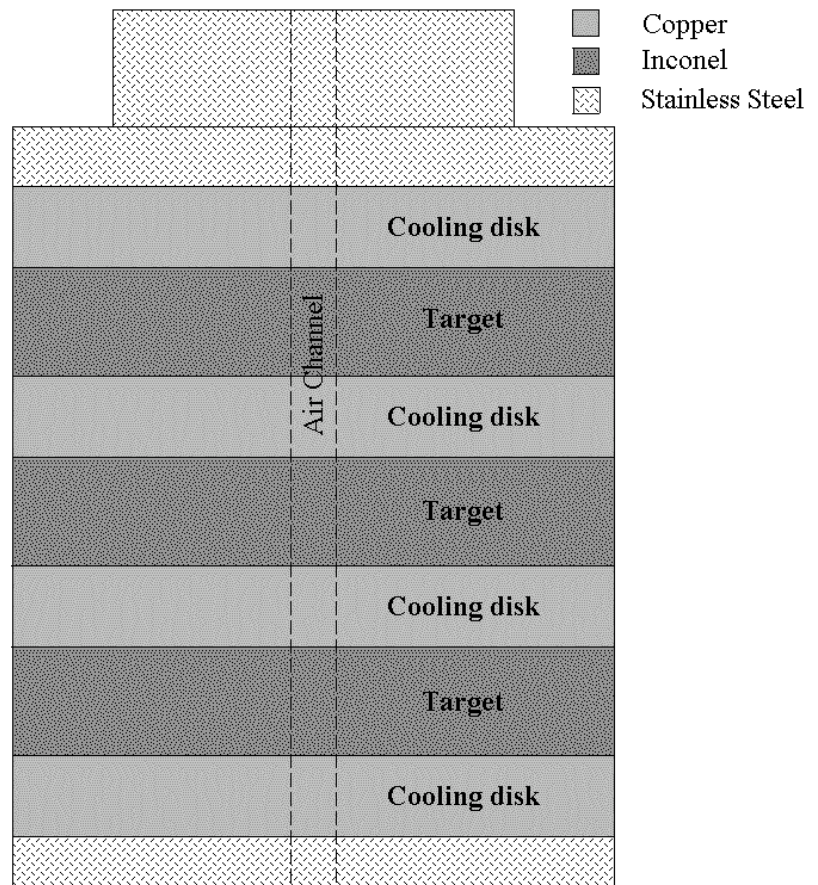 Copper
Inconel
Stainless Steel
Cooling disk
Target
Air Channel
Cooling disk
Target
Cooling disk
Target
Cooling disk